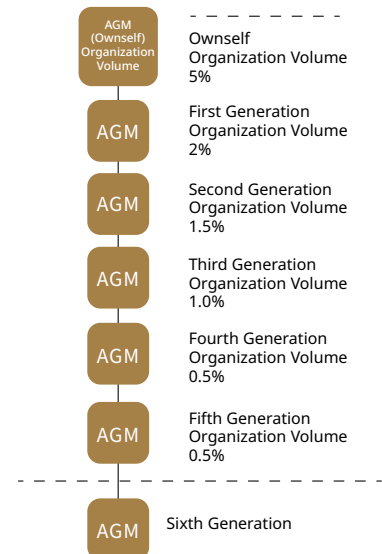 AGM
(Ownself)
Organization
Volume
Ownself
Organization Volume
5%
AGM
First Generation
Organization Volume
2%
AGM
Second Generation
Organization Volume
1.5%
AGM
Third Generation
Organization Volume
1.0%
AGM
Fourth Generation
Organization Volume
0.5%
AGM
Fifth Generation
Organization Volume
0.5%
AGM
Sixth Generation